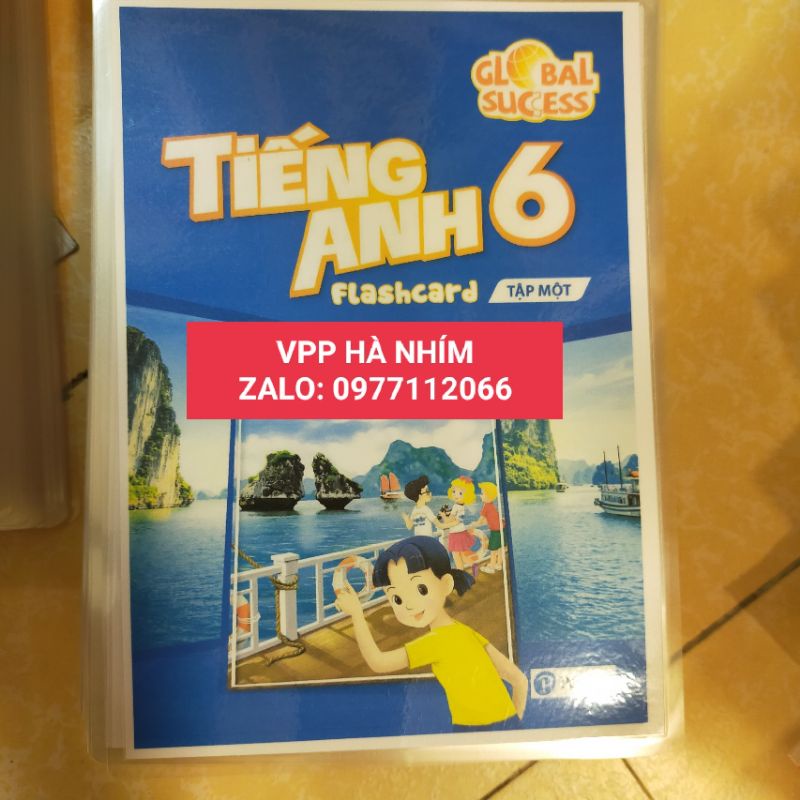 GLOBAL
SUCCESS
TIẾNG
ANH 6
Flashcard
TẬP MỘT
VPP HÀ NHÍM
ZALO: 0977112066